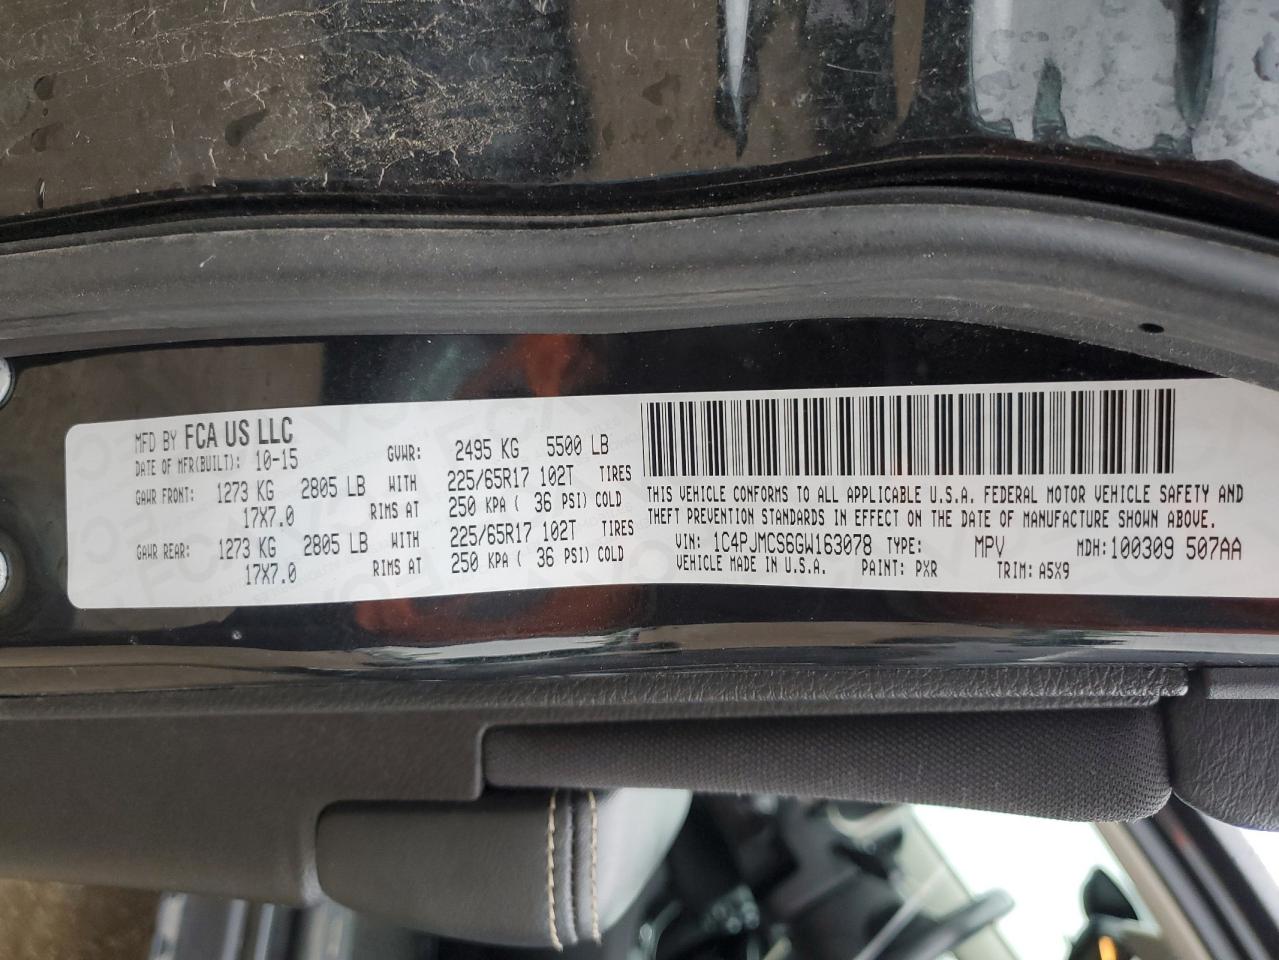 MFD BY FCA US LLC
DATE OF MFR(BUILT): 10-15 GVWR: 2495 KG 5500 LB
GAWR FRONT: 1273 KG 2805 LB WITH 225/65R17 102T TIRES
17X7.0 RIMS AT 250 KPA ( 36 PSI) COLD
GAWR REAR: 1273 KG 2805 LB WITH 225/65R17 102T TIRES
17X7.0 RIMS AT 250 KPA ( 36 PSI) COLD
THIS VEHICLE CONFORMS TO ALL APPLICABLE U.S.A. FEDERAL MOTOR VEHICLE SAFETY AND
THEFT PREVENTION STANDARDS IN EFFECT ON THE DATE OF MANUFACTURE SHOWN ABOVE.
VIN: 1C4PJMCS6GW163078 TYPE: MPV MDH: 100309 507AA
VEHICLE MADE IN U.S.A. PAINT: PXR TRIM: A5X9